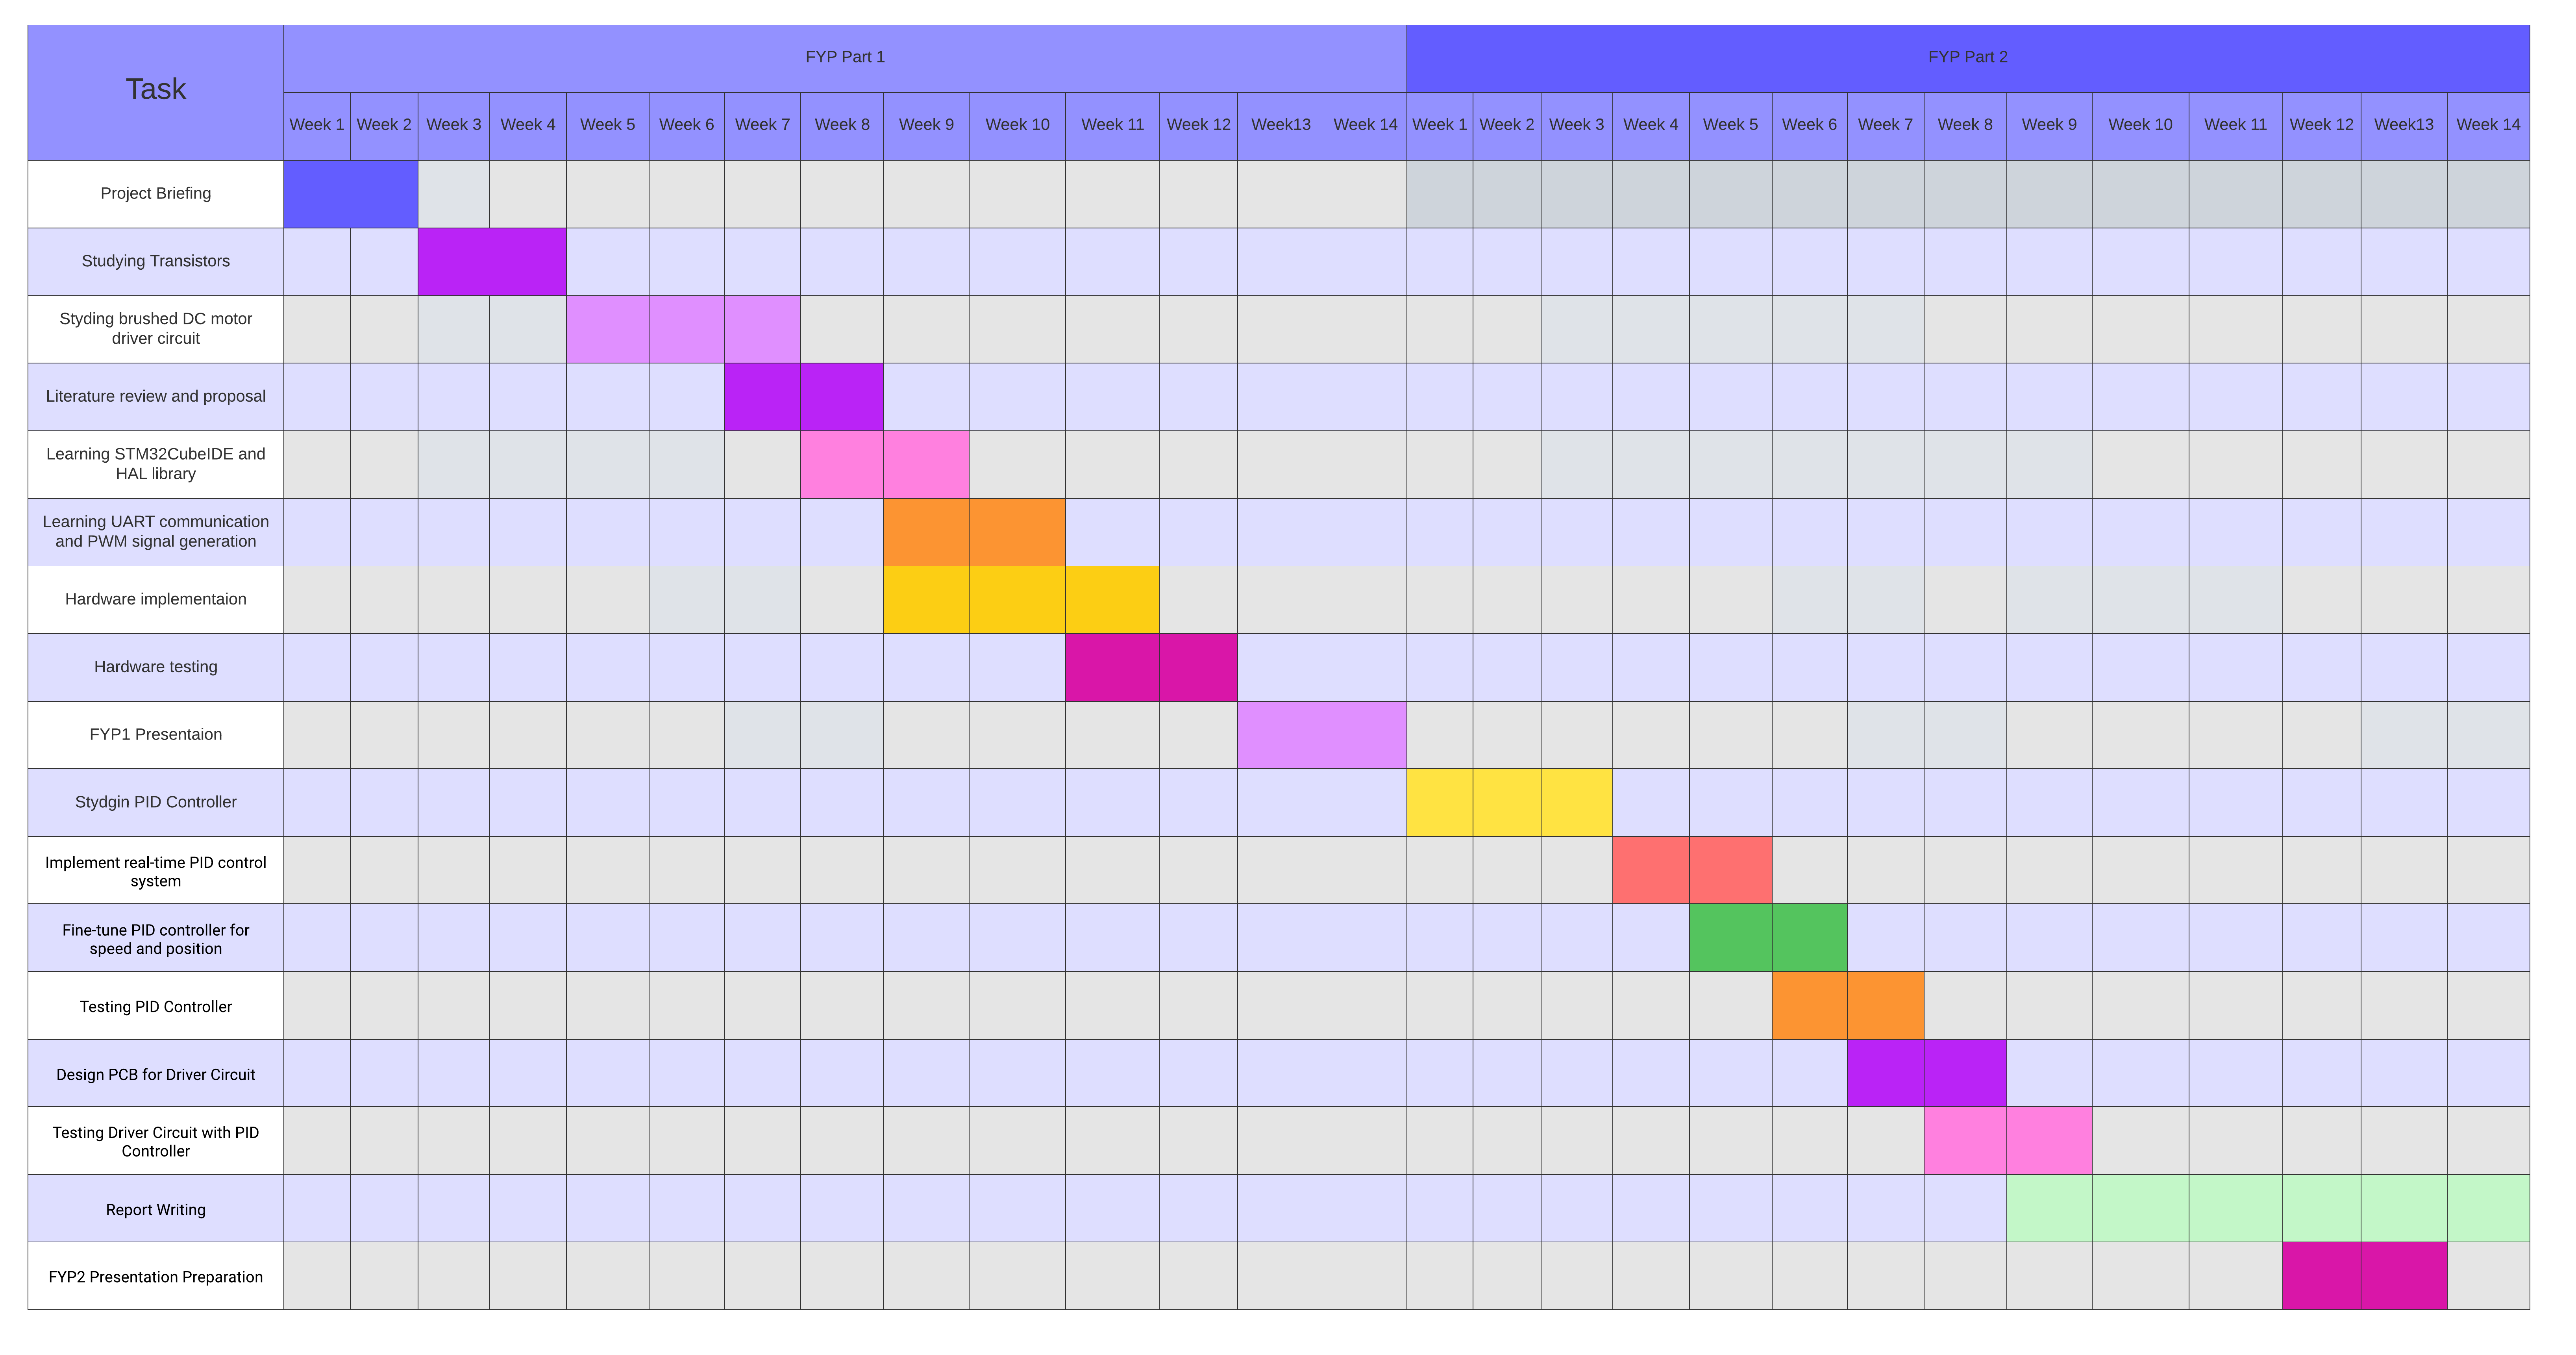 Task
FYP Part 1
FYP Part 2
Week 1
Week 2
Week 3
Week 4
Week 5
Week 6
Week 7
Week 8
Week 9
Week 10
Week 11
Week 12
Week13
Week 14
Week 1
Week 2
Week 3
Week 4
Week 5
Week 6
Week 7
Week 8
Week 9
Week 10
Week 11
Week 12
Week13
Week 14
Project Briefing
Studying Transistors
Styding brushed DC motor
driver circuit
Literature review and proposal
Learning STM32CubeIDE and
HAL library
Learning UART communication
and PWM signal generation
Hardware implementaion
Hardware testing
FYP1 Presentaion
Stydgin PID Controller
Implement real-time PID control
system
Fine-tune PID controller for
speed and position
Testing PID Controller
Design PCB for Driver Circuit
Testing Driver Circuit with PID
Controller
Report Writing
FYP2 Presentation Preparation